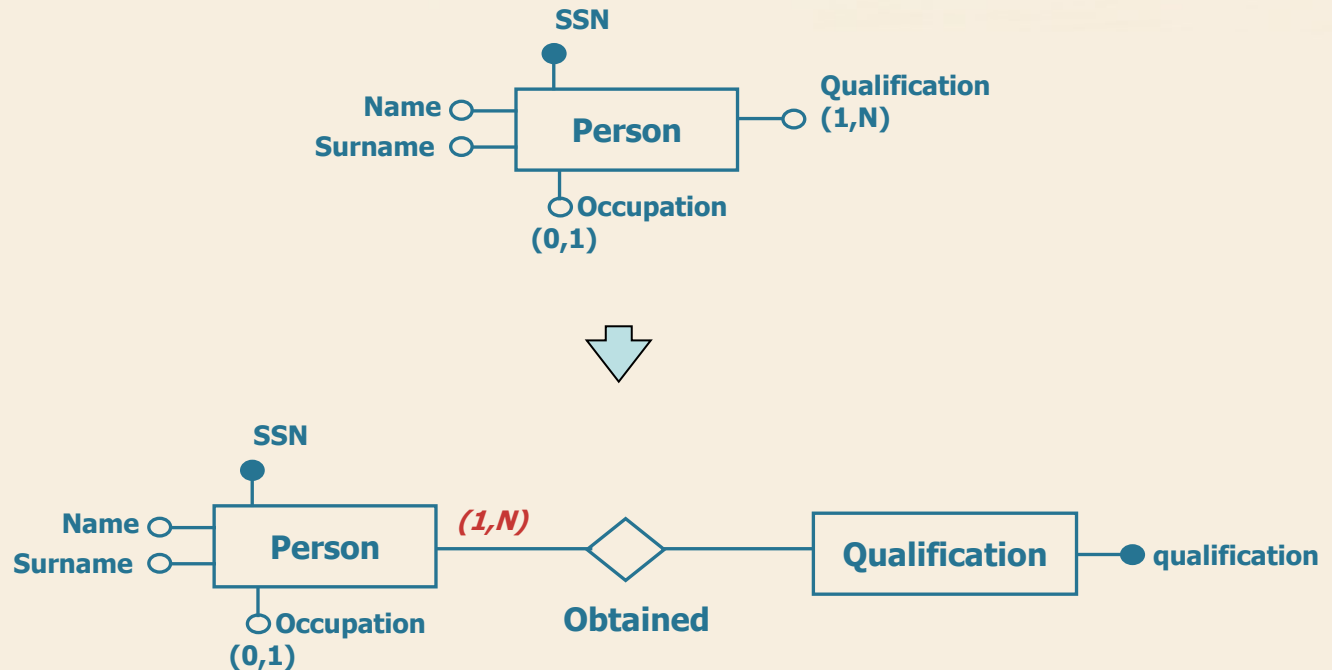 SSN
Name
Surname
Person
Qualification
(1,N)
Occupation
(0,1)
SSN
Name
Surname
Person
(1,N)
Qualification
qualification
Occupation
(0,1)
Obtained